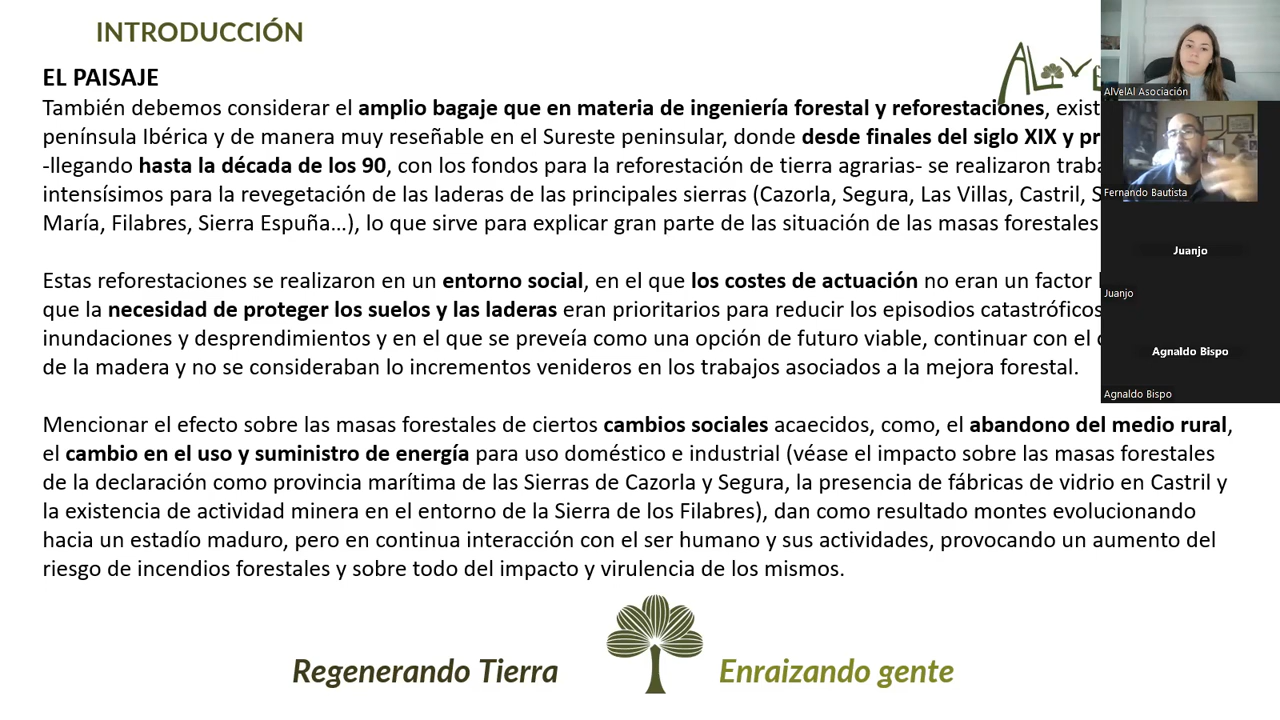 INTRODUCCIÓN
EL PAISAJE
También debemos considerar el amplio bagaje que en materia de ingeniería forestal y reforestaciones, exist
península Ibérica y de manera muy reseñable en el Sureste peninsular, donde desde finales del siglo XIX y pr
-llegando hasta la década de los 90, con los fondos para la reforestación de tierra agrarias- se realizaron traba
intensísimos para la revegetación de las laderas de las principales sierras (Cazorla, Segura, Las Villas, Castril, S
María, Filabres, Sierra Espuña...), lo que sirve para explicar gran parte de las situación de las masas forestales
Estas reforestaciones se realizaron en un entorno social, en el que los costes de actuación no eran un factor
que la necesidad de proteger los suelos y las laderas eran prioritarios para reducir los episodios catastróficos
inundaciones y desprendimientos y en el que se preveía como una opción de futuro viable, continuar con el
de la madera y no se consideraban lo incrementos venideros en los trabajos asociados a la mejora forestal.
Mencionar el efecto sobre las masas forestales de ciertos cambios sociales acaecidos, como, el abandono del medio rural,
el cambio en el uso y suministro de energía para uso doméstico e industrial (véase el impacto sobre las masas forestales
de la declaración como provincia marítima de las Sierras de Cazorla y Segura, la presencia de fábricas de vidrio en Castril y
la existencia de actividad minera en el entorno de la Sierra de los Filabres), dan como resultado montes evolucionando
hacia un estadío maduro, pero en continua interacción con el ser humano y sus actividades, provocando un aumento del
riesgo de incendios forestales y sobre todo del impacto y virulencia de los mismos.
Regenerando Tierra
Enraizando gente
ALVE
AlVelAl Asociación
Fernando Bautista
Juanjo
Juanjo
Agnaldo Bispo
Agnaldo Bispo